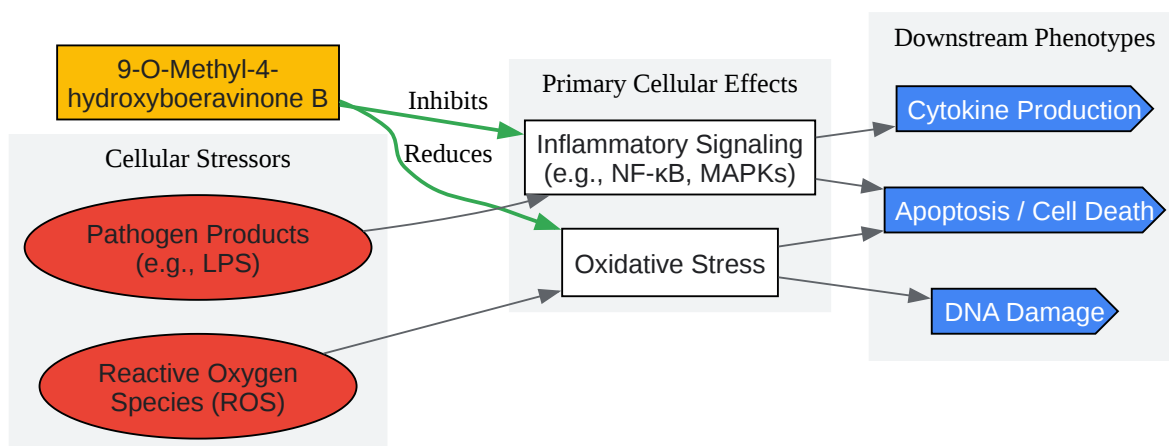 9-O-Methyl-4-
hydroxyboeravinone B
Inhibits
Reduces
Cellular Stressors
Pathogen Products
(e.g., LPS)
Reactive Oxygen
Species (ROS)
Primary Cellular Effects
Inflammatory Signaling
(e.g., NF-κB, MAPKs)
Oxidative Stress
Downstream Phenotypes
Cytokine Production
Apoptosis / Cell Death
DNA Damage